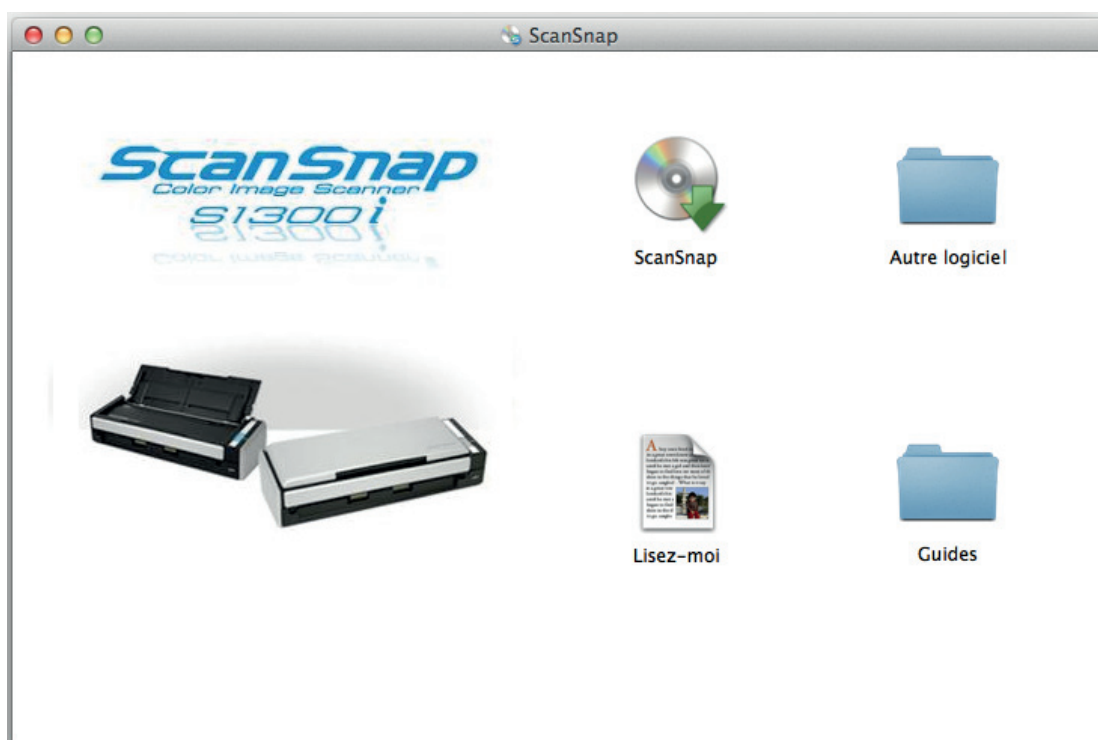 ScanSnap
ScanSnap
Color Image Scanner
S1300i
ScanSnap
Autre logiciel
Lisez-moi
Guides